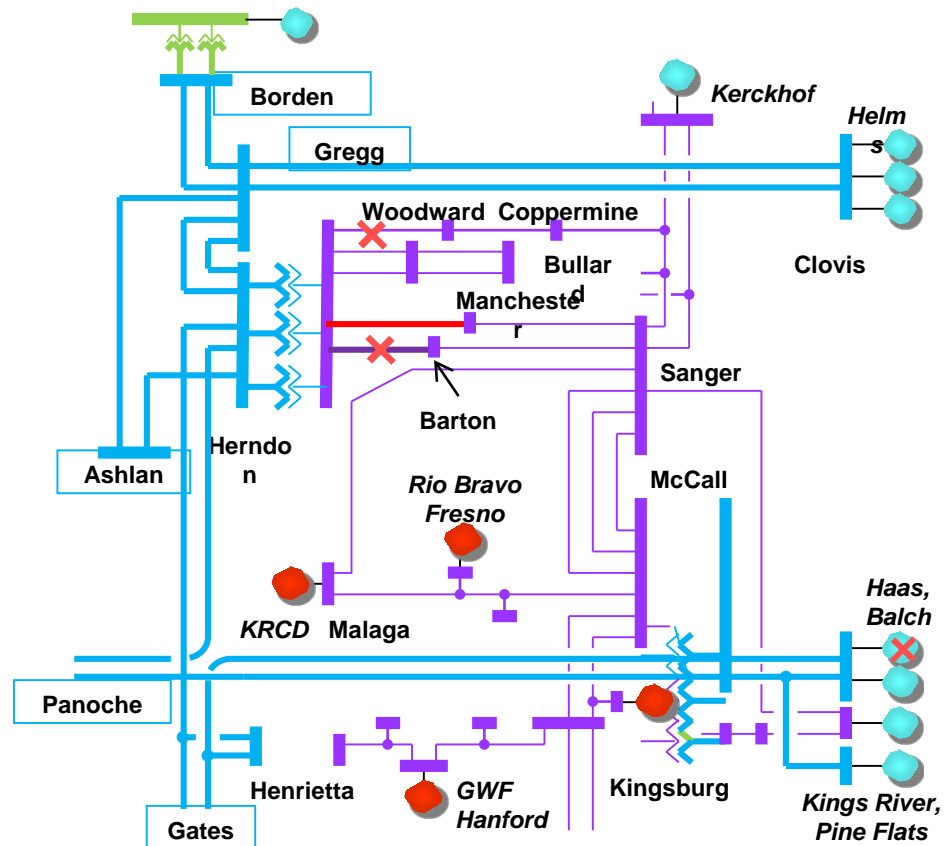 Borden
Kerckhof
Helm
s
Gregg
Woodward
Coppermine
Bullar
d
Clovis
Mancheste
r
Sanger
Barton
Herndo
n
Ashlan
McCall
Rio Bravo
Fresno
KRCD
Malaga
Haas,
Balch
Panoche
Henrietta
GWF
Hanford
Kingsburg
Kings River,
Pine Flats
Gates